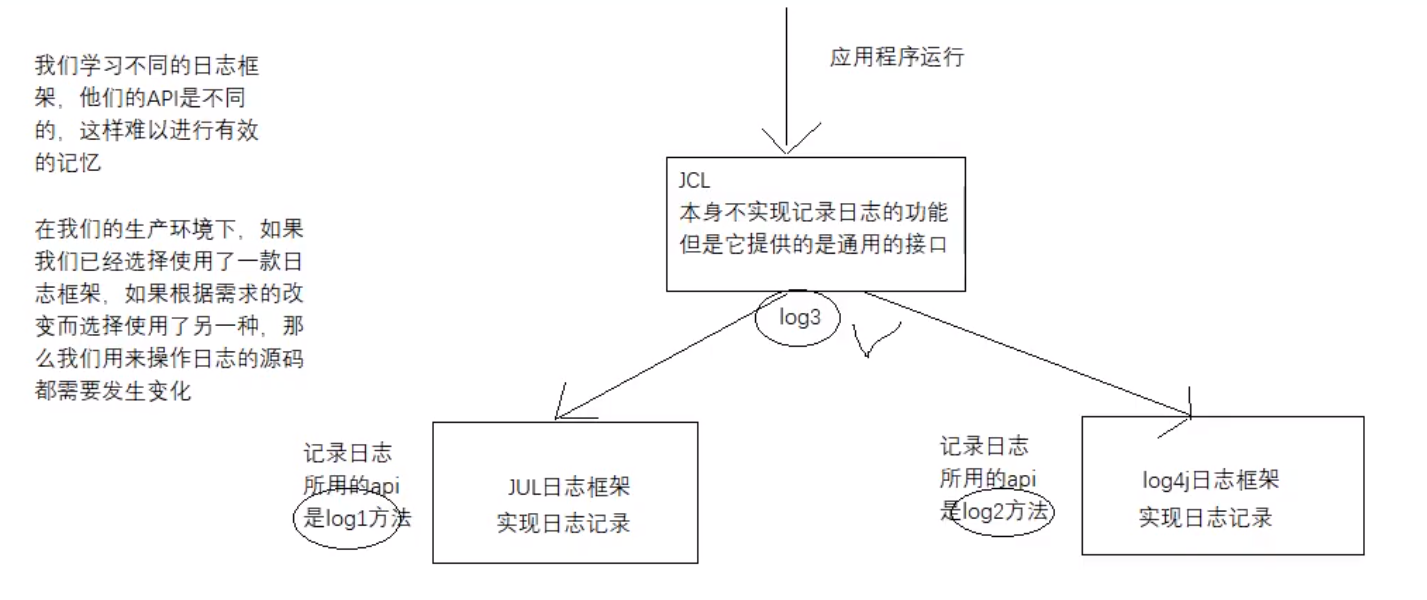 我们学习不同的日志框
架，他们的API是不同
的，这样难以进行有效
的记忆
在我们的生产环境下，如果
我们已经选择使用了一款日
志框架，如果根据需求的改
变而选择使用了另一种，那
么我们用来操作日志的源码
都需要发生变化
应用程序运行
JCL
本身不实现记录日志的功能
但是它提供的是通用的接口
log3
记录日志
所用的api
是log1方法
JUL日志框架
实现日志记录
记录日志
所用的api
是log2方法
log4j日志框架
实现日志记录